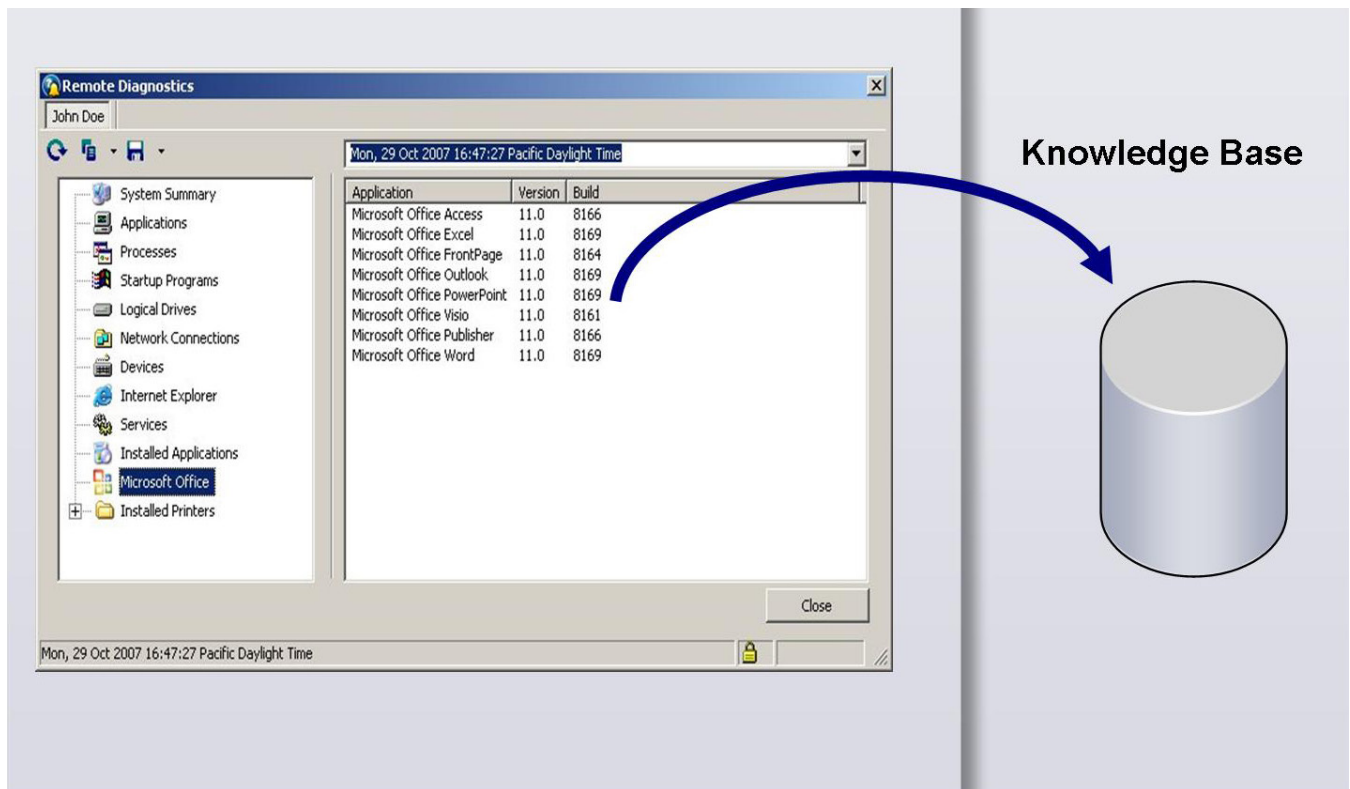 Remote Diagnostics
John Doe
Mon, 29 Oct 2007 16:47:27 Pacific Daylight Time
System Summary
Applications
Processes
Startup Programs
Logical Drives
Network Connections
Devices
Internet Explorer
Services
Installed Applications
Microsoft Office
Installed Printers
Application Version Build
Microsoft Office Access 11.0 8166
Microsoft Office Excel 11.0 8169
Microsoft Office FrontPage 11.0 8164
Microsoft Office Outlook 11.0 8169
Microsoft Office PowerPoint 11.0 8169
Microsoft Office Visio 11.0 8161
Microsoft Office Publisher 11.0 8166
Microsoft Office Word 11.0 8169
Close
Mon, 29 Oct 2007 16:47:27 Pacific Daylight Time
Knowledge Base